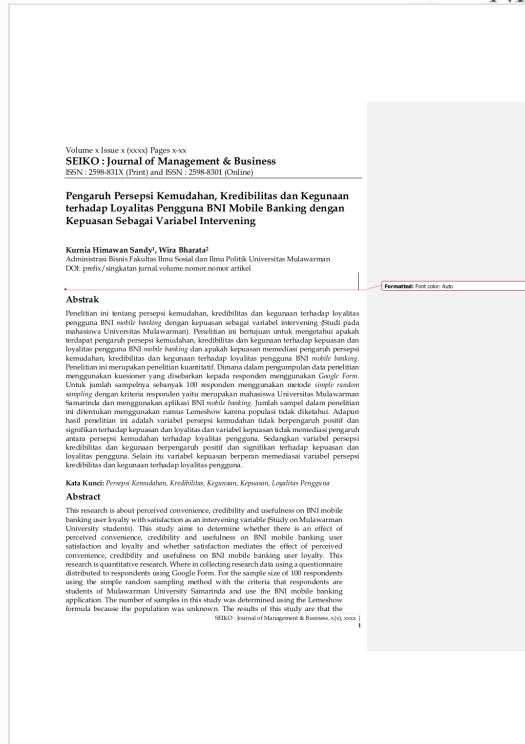 Volume x Issue x (xxxx) Pages x-xx
SEIKO : Journal of Management & Business
ISSN : 2598-831X (Print) and ISSN : 2598-8301 (Online)
Pengaruh Persepsi Kemudahan, Kredibilitas dan Kegunaan
terhadap Loyalitas Pengguna BNI Mobile Banking dengan
Kepuasan Sebagai Variabel Intervening
Kurnia Himawan Sandy¹, Wira Bharata²
Administrasi Bisnis Fakultas Ilmu Sosial dan Ilmu Politik Universitas Mulawarman
DOI: prefix/singkatan jurnal.volume.nomor.nomor artikel
Formatted: Font color: Auto
Abstrak
Penelitian ini tentang persepsi kemudahan, kredibilitas dan kegunaan terhadap loyalitas
pengguna BNI mobile banking dengan kepuasan sebagai variabel intervening (Studi pada
mahasiswa Universitas Mulawarman). Penelitian ini bertujuan untuk mengetahui apakah
terdapat pengaruh persepsi kemudahan, kredibilitas dan kegunaan terhadap kepuasan dan
loyalitas pengguna BNI mobile banking dan apakah kepuasan memediasi pengaruh persepsi
kemudahan, kredibilitas dan kegunaan terhadap loyalitas pengguna BNI mobile banking.
Penelitian ini merupakan penelitian kuantitatif. Dimana dalam pengumpulan data penelitian
menggunakan kuesioner yang disebarkan kepada responden menggunakan Google Form.
Untuk jumlah sampelnya sebanyak 100 responden menggunakan metode simple random
sampling dengan kriteria responden yaitu merupakan mahasiswa Universitas Mulawarman
Samarinda dan menggunakan aplikasi BNI mobile banking. Jumlah sampel dalam penelitian
ini ditentukan menggunakan rumus Lemeshow karena populasi tidak diketahui. Adapun
hasil penelitian ini adalah variabel persepsi kemudahan tidak berpengaruh positif dan
signifikan terhadap kepuasan dan loyalitas dan variabel kepuasan tidak memediasi pengaruh
antara persepsi kemudahan terhadap loyalitas pengguna. Sedangkan variabel persepsi
kredibilitas dan kegunaan berpengaruh positif dan signifikan terhadap kepuasan dan
loyalitas pengguna. Selain itu variabel kepuasan berperan memediasai variabel persepsi
kredibilitas dan kegunaan terhadap loyalitas pengguna.
Kata Kunci: Persepsi Kemudahan, Kredibilitas, Kegunaan, Kepuasan, Loyalitas Pengguna
Abstract
This research is about perceived convenience, credibility and usefulness on BNI mobile
banking user loyalty with satisfaction as an intervening variable (Study on Mulawarman
University students). This study aims to determine whether there is an effect of
perceived convenience, credibility and usefulness on BNI mobile banking user
satisfaction and loyalty and whether satisfaction mediates the effect of perceived
convenience, credibility and usefulness on BNI mobile banking user loyalty. This
research is quantitative research. Where in collecting research data using a questionnaire
distributed to respondents using Google Form. For the sample size of 100 respondents
using the simple random sampling method with the criteria that respondents are
students of Mulawarman University Samarinda and use the BNI mobile banking
application. The number of samples in this study was determined using the Lemeshow
formula because the population was unknown. The results of this study are that the
SEIKO : Journal of Management & Business, x(x), xxxx |
1